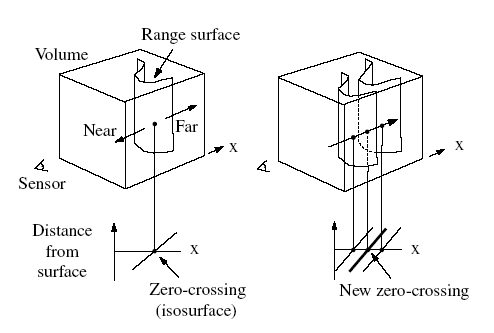 Range surface
Volume
Near
Far
x
Sensor
Distance
from
surface
x
Zero-crossing
(isosurface)
x
x
New zero-crossing